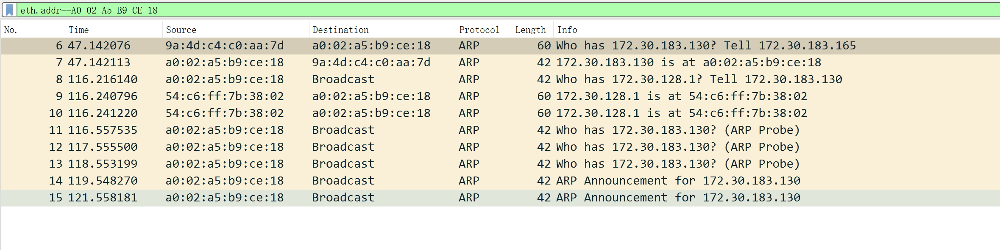 eth.addr==A0-02-A5-B9-CE-18
No. Time Source Destination Protocol Length Info
6 47.142076 9a:4d:c4:c0:aa:7d a0:02:a5:b9:ce:18 ARP 60 Who has 172.30.183.130? Tell 172.30.183.165
7 47.142113 a0:02:a5:b9:ce:18 9a:4d:c4:c0:aa:7d ARP 42 172.30.183.130 is at a0:02:a5:b9:ce:18
8 116.216140 a0:02:a5:b9:ce:18 Broadcast ARP 42 Who has 172.30.128.1? Tell 172.30.183.130
9 116.240796 54:c6:ff:7b:38:02 a0:02:a5:b9:ce:18 ARP 60 172.30.128.1 is at 54:c6:ff:7b:38:02
10 116.241220 54:c6:ff:7b:38:02 a0:02:a5:b9:ce:18 ARP 60 172.30.128.1 is at 54:c6:ff:7b:38:02
11 116.557535 a0:02:a5:b9:ce:18 Broadcast ARP 42 Who has 172.30.183.130? (ARP Probe)
12 117.555500 a0:02:a5:b9:ce:18 Broadcast ARP 42 Who has 172.30.183.130? (ARP Probe)
13 118.553199 a0:02:a5:b9:ce:18 Broadcast ARP 42 Who has 172.30.183.130? (ARP Probe)
14 119.548270 a0:02:a5:b9:ce:18 Broadcast ARP 42 ARP Announcement for 172.30.183.130
15 121.558181 a0:02:a5:b9:ce:18 Broadcast ARP 42 ARP Announcement for 172.30.183.130